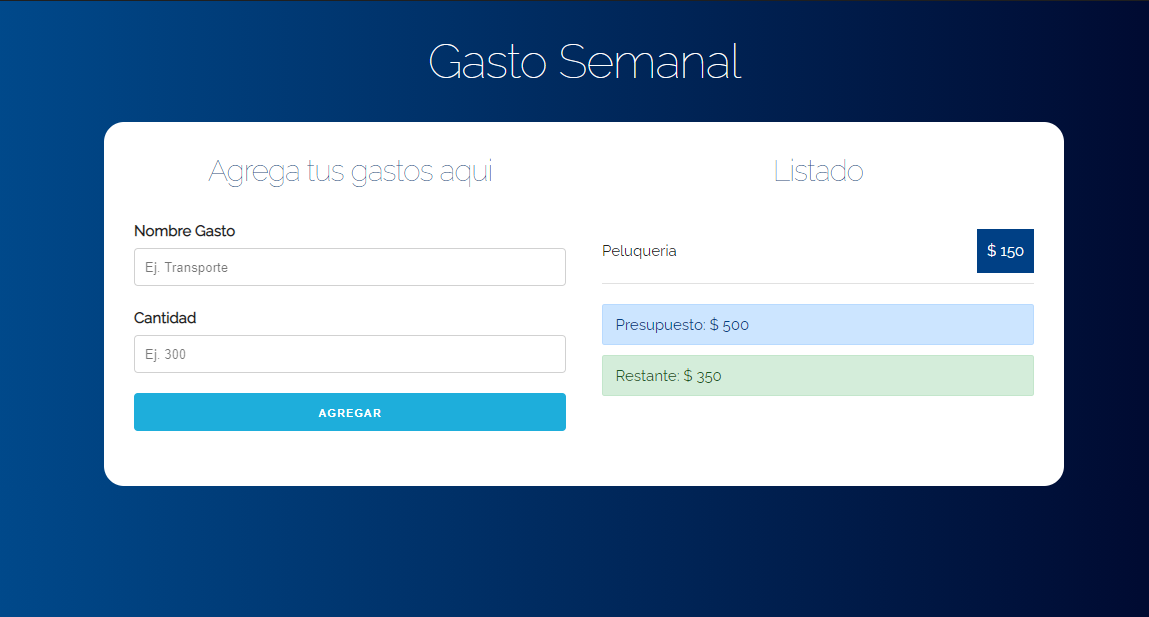 Gasto Semanal
Agrega tus gastos aqui
Nombre Gasto
Ej. Transporte
Cantidad
Ej. 300
AGREGAR
Listado
Peluqueria
$ 150
Presupuesto: $ 500
Restante: $ 350